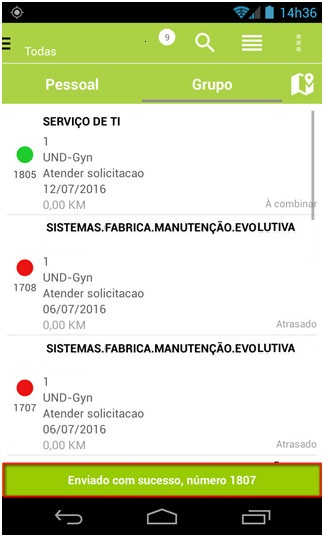 14h36
Todas
9
Pessoal
Grupo
SERVIÇO DE TI
1
UND-Gyn
1805
Atender solicitacao
12/07/2016
0,00 KM
À combinar
SISTEMAS.FABRICA.MANUTENÇÃO.EVOLUTIVA
1
UND-Gyn
1708
Atender solicitacao
06/07/2016
0,00 KM
Atrasado
SISTEMAS.FABRICA.MANUTENÇÃO.EVOLUTIVA
1
UND-Gyn
1707
Atender solicitacao
06/07/2016
0,00 KM
Atrasado
Enviado com sucesso, número 1807